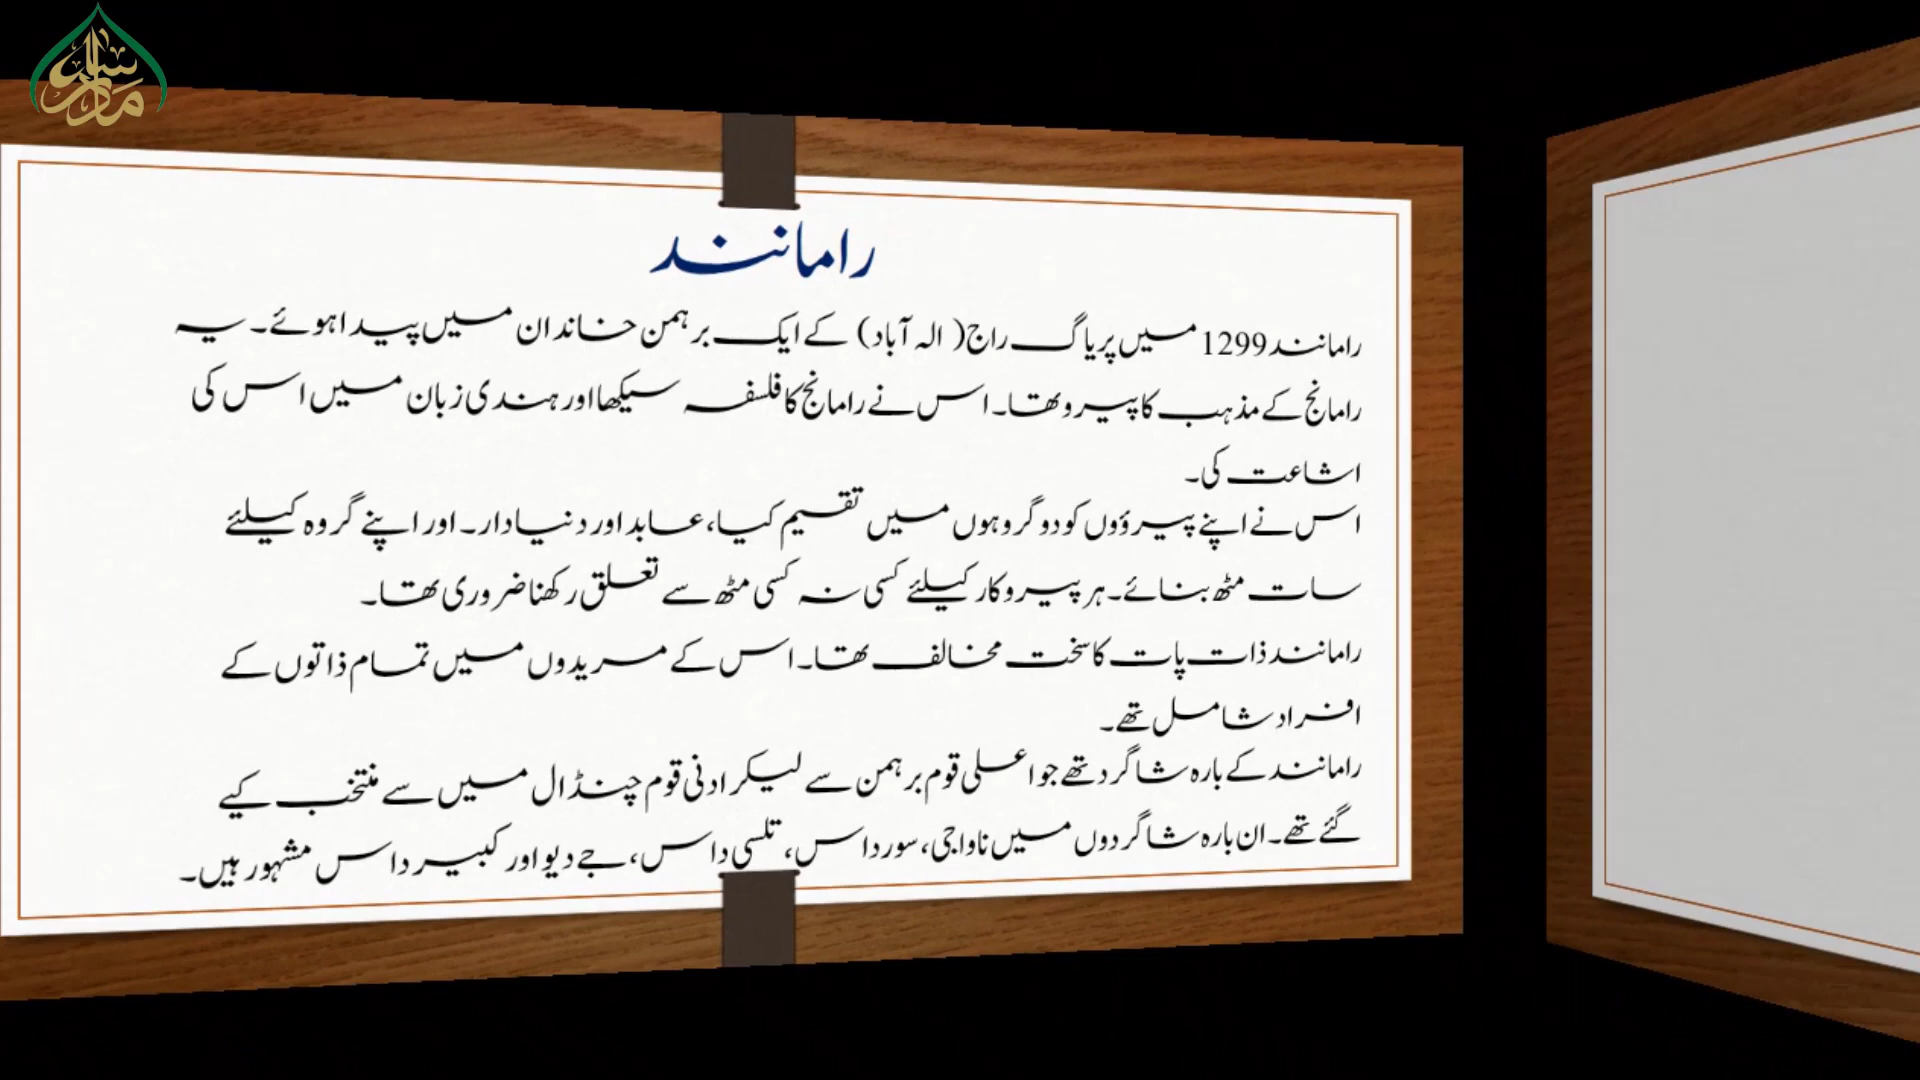 رامانند
رامانند 1299 میں پریاگ راج( الہ آباد) کے ایک برہمن خاندان میں پیدا ہوئے۔ یہ
رامانج کے مذہب کا پیرو تھا۔ اس نے رامانج کا فلسفہ سیکھا اور ہندی زبان میں اس کی
اشاعت کی۔
اس نے اپنے پیرؤوں کو دو گروہوں میں تقسیم کیا، عابد اور دنیا دار۔ اور اپنے گروہ کیلئے
سات مٹھ بنائے۔ ہر پیروکار کیلئے کسی نہ کسی مٹھ سے تعلق رکھنا ضروری تھا۔
رامانند ذات پات کا سخت مخالف تھا۔ اس کے مریدوں میں تمام ذاتوں کے
افراد شامل تھے۔
رامانند کے بارہ شاگرد تھے جو اعلی قوم برہمن سے لیکر ادنی قوم چنڈال میں سے منتخب کیے
گئے تھے۔ ان بارہ شاگردوں میں ناواجی، سورداس، تلسی داس، جے دیو اور کبیر داس مشہور ہیں۔